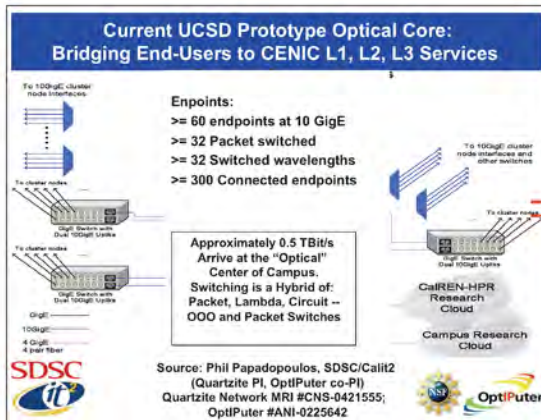 Current UCSD Prototype Optical Core:
Bridging End-Users to CENIC L1, L2, L3 Services
To 10GigE cluster
node interfaces
Enpoints:
>= 60 endpoints at 10 GigE
>= 32 Packet switched
>= 32 Switched wavelengths
>= 300 Connected endpoints
To 10GigE cluster
node interfaces and
other switches
To cluster nodes
GigE Switch with
Dual 10GigE Uplink
To cluster nodes
GigE Switch with
Dual 10GigE Uplink
To cluster nodes
GigE Switch with
Dual 10GigE Uplink
Approximately 0.5 TBit/s
Arrive at the “Optical”
Center of Campus.
Switching is a Hybrid of:
Packet, Lambda, Circuit --
OOO and Packet Switches
CalREN-HPR
Research
Cloud
Campus Research
Cloud
GigE
10GigE
4 GigE
4 pair fiber
Source: Phil Papadopoulos, SDSC/Calit2
(Quartzite PI, OptIPuter co-PI)
Quartzite Network MRI #CNS-0421555;
OptIPuter #ANI-0225642
SDSC
it2
NSF
OptIPuter